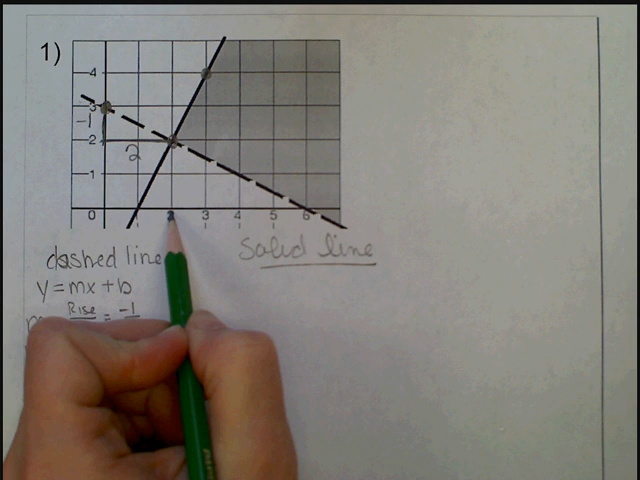 1)
4
3
-1
2
2
1
0 2 3 4 5 6
dashed line solid line
y=mx+b
Rise = -1